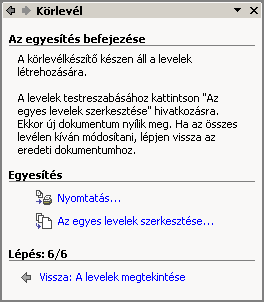 Körlevél
Az egyesítés befejezése
A körlevélkészítő készen áll a levelek
létrehozására.
A levelek testreszabásához kattintson "Az
egyes levelek szerkesztése" hivatkozásra.
Ekkor új dokumentum nyílik meg. Ha az összes
levélen kíván módosítani, lépjen vissza az
eredeti dokumentumhoz.
Egyesítés
Nyomtatás...
Az egyes levelek szerkesztése...
Lépés: 6/6
Vissza: A levelek megtekintése